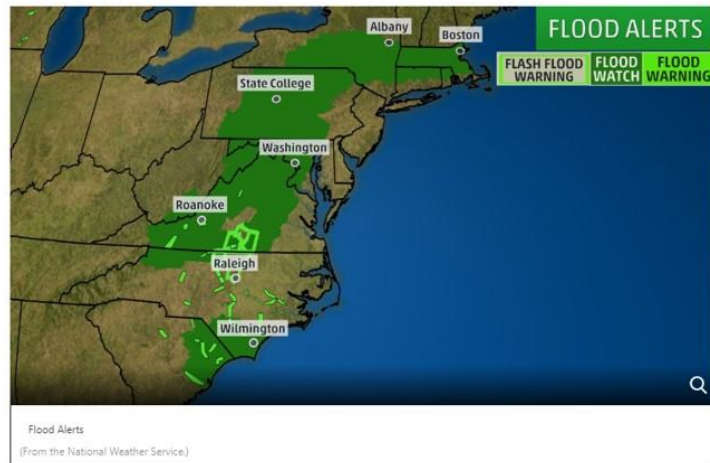 FLOOD ALERTS
FLASH FLOOD
WARNING
FLOOD
WATCH
FLOOD
WARNING
Albany
Boston
State College
Washington
Roanoke
Raleigh
Wilmington
Flood Alerts
(From the National Weather Service.)